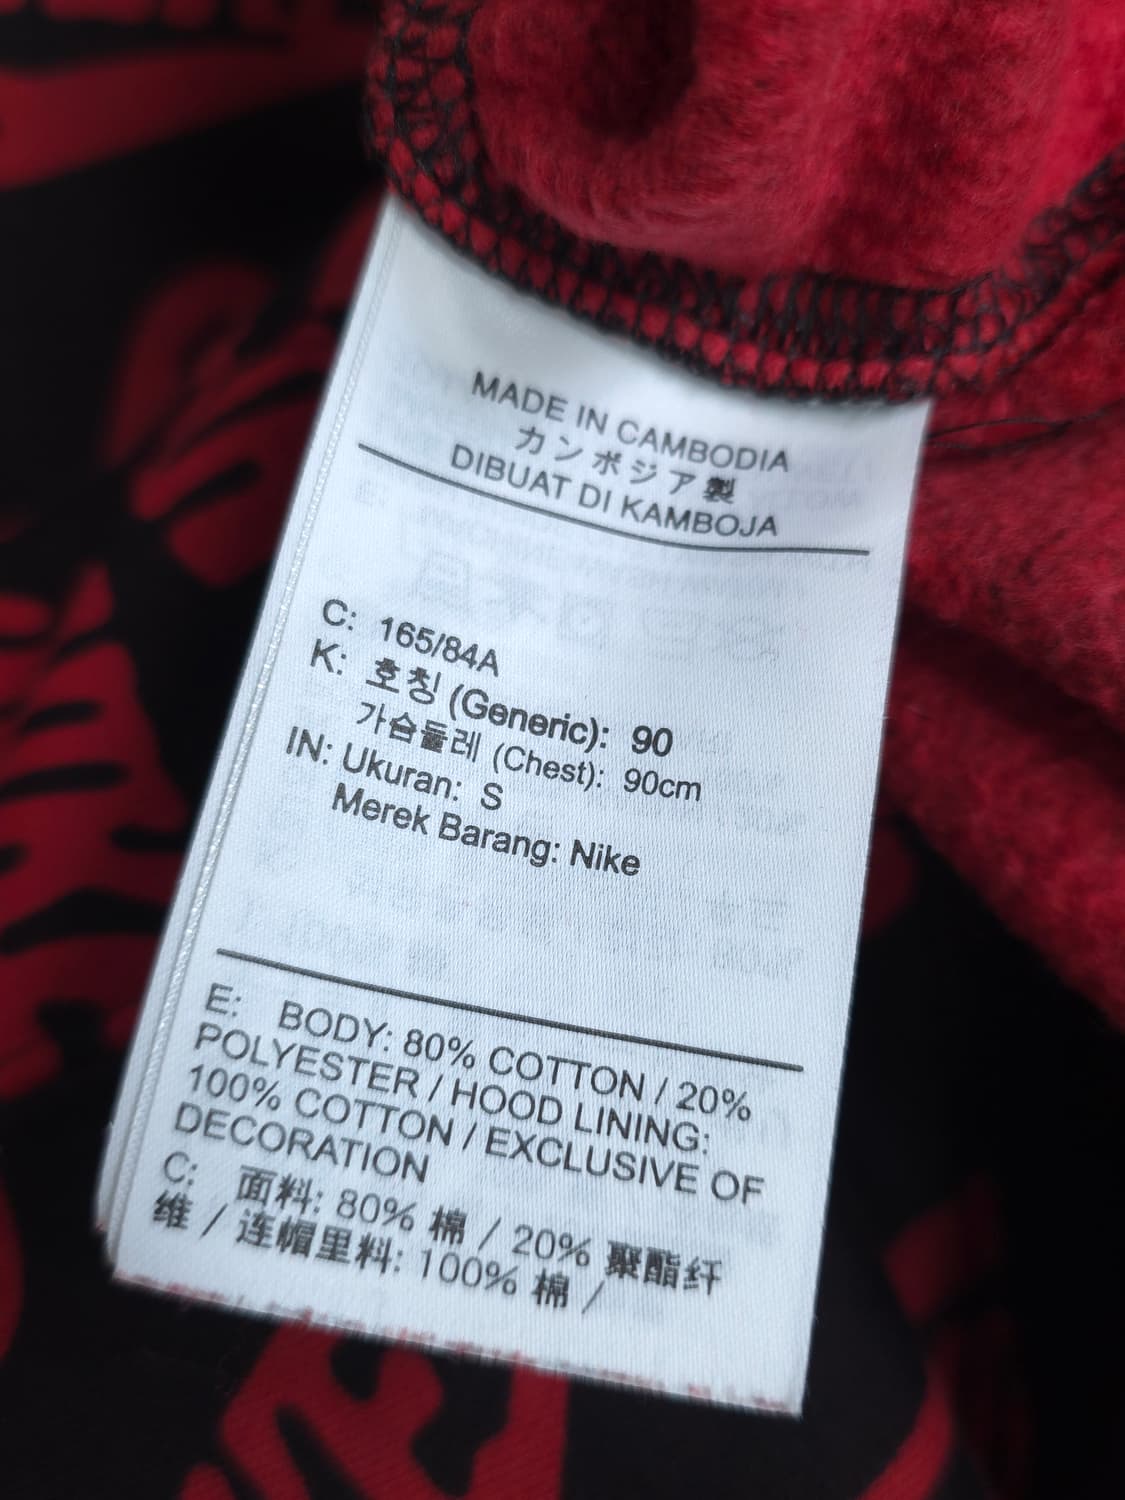 MADE IN CAMBODIA
カンボジア製
DIBUAT DI KAMBOJA
C: 165/84A
K: 호칭 (Generic): 90
가슴둘레 (Chest): 90cm
IN: Ukuran: S
Merek Barang: Nike
E: BODY: 80% COTTON / 20%
POLYESTER / HOOD LINING:
100% COTTON / EXCLUSIVE OF
DECORATION
C: 面料: 80% 棉 / 20% 聚酯纤
维 / 连帽里料: 100% 棉 /